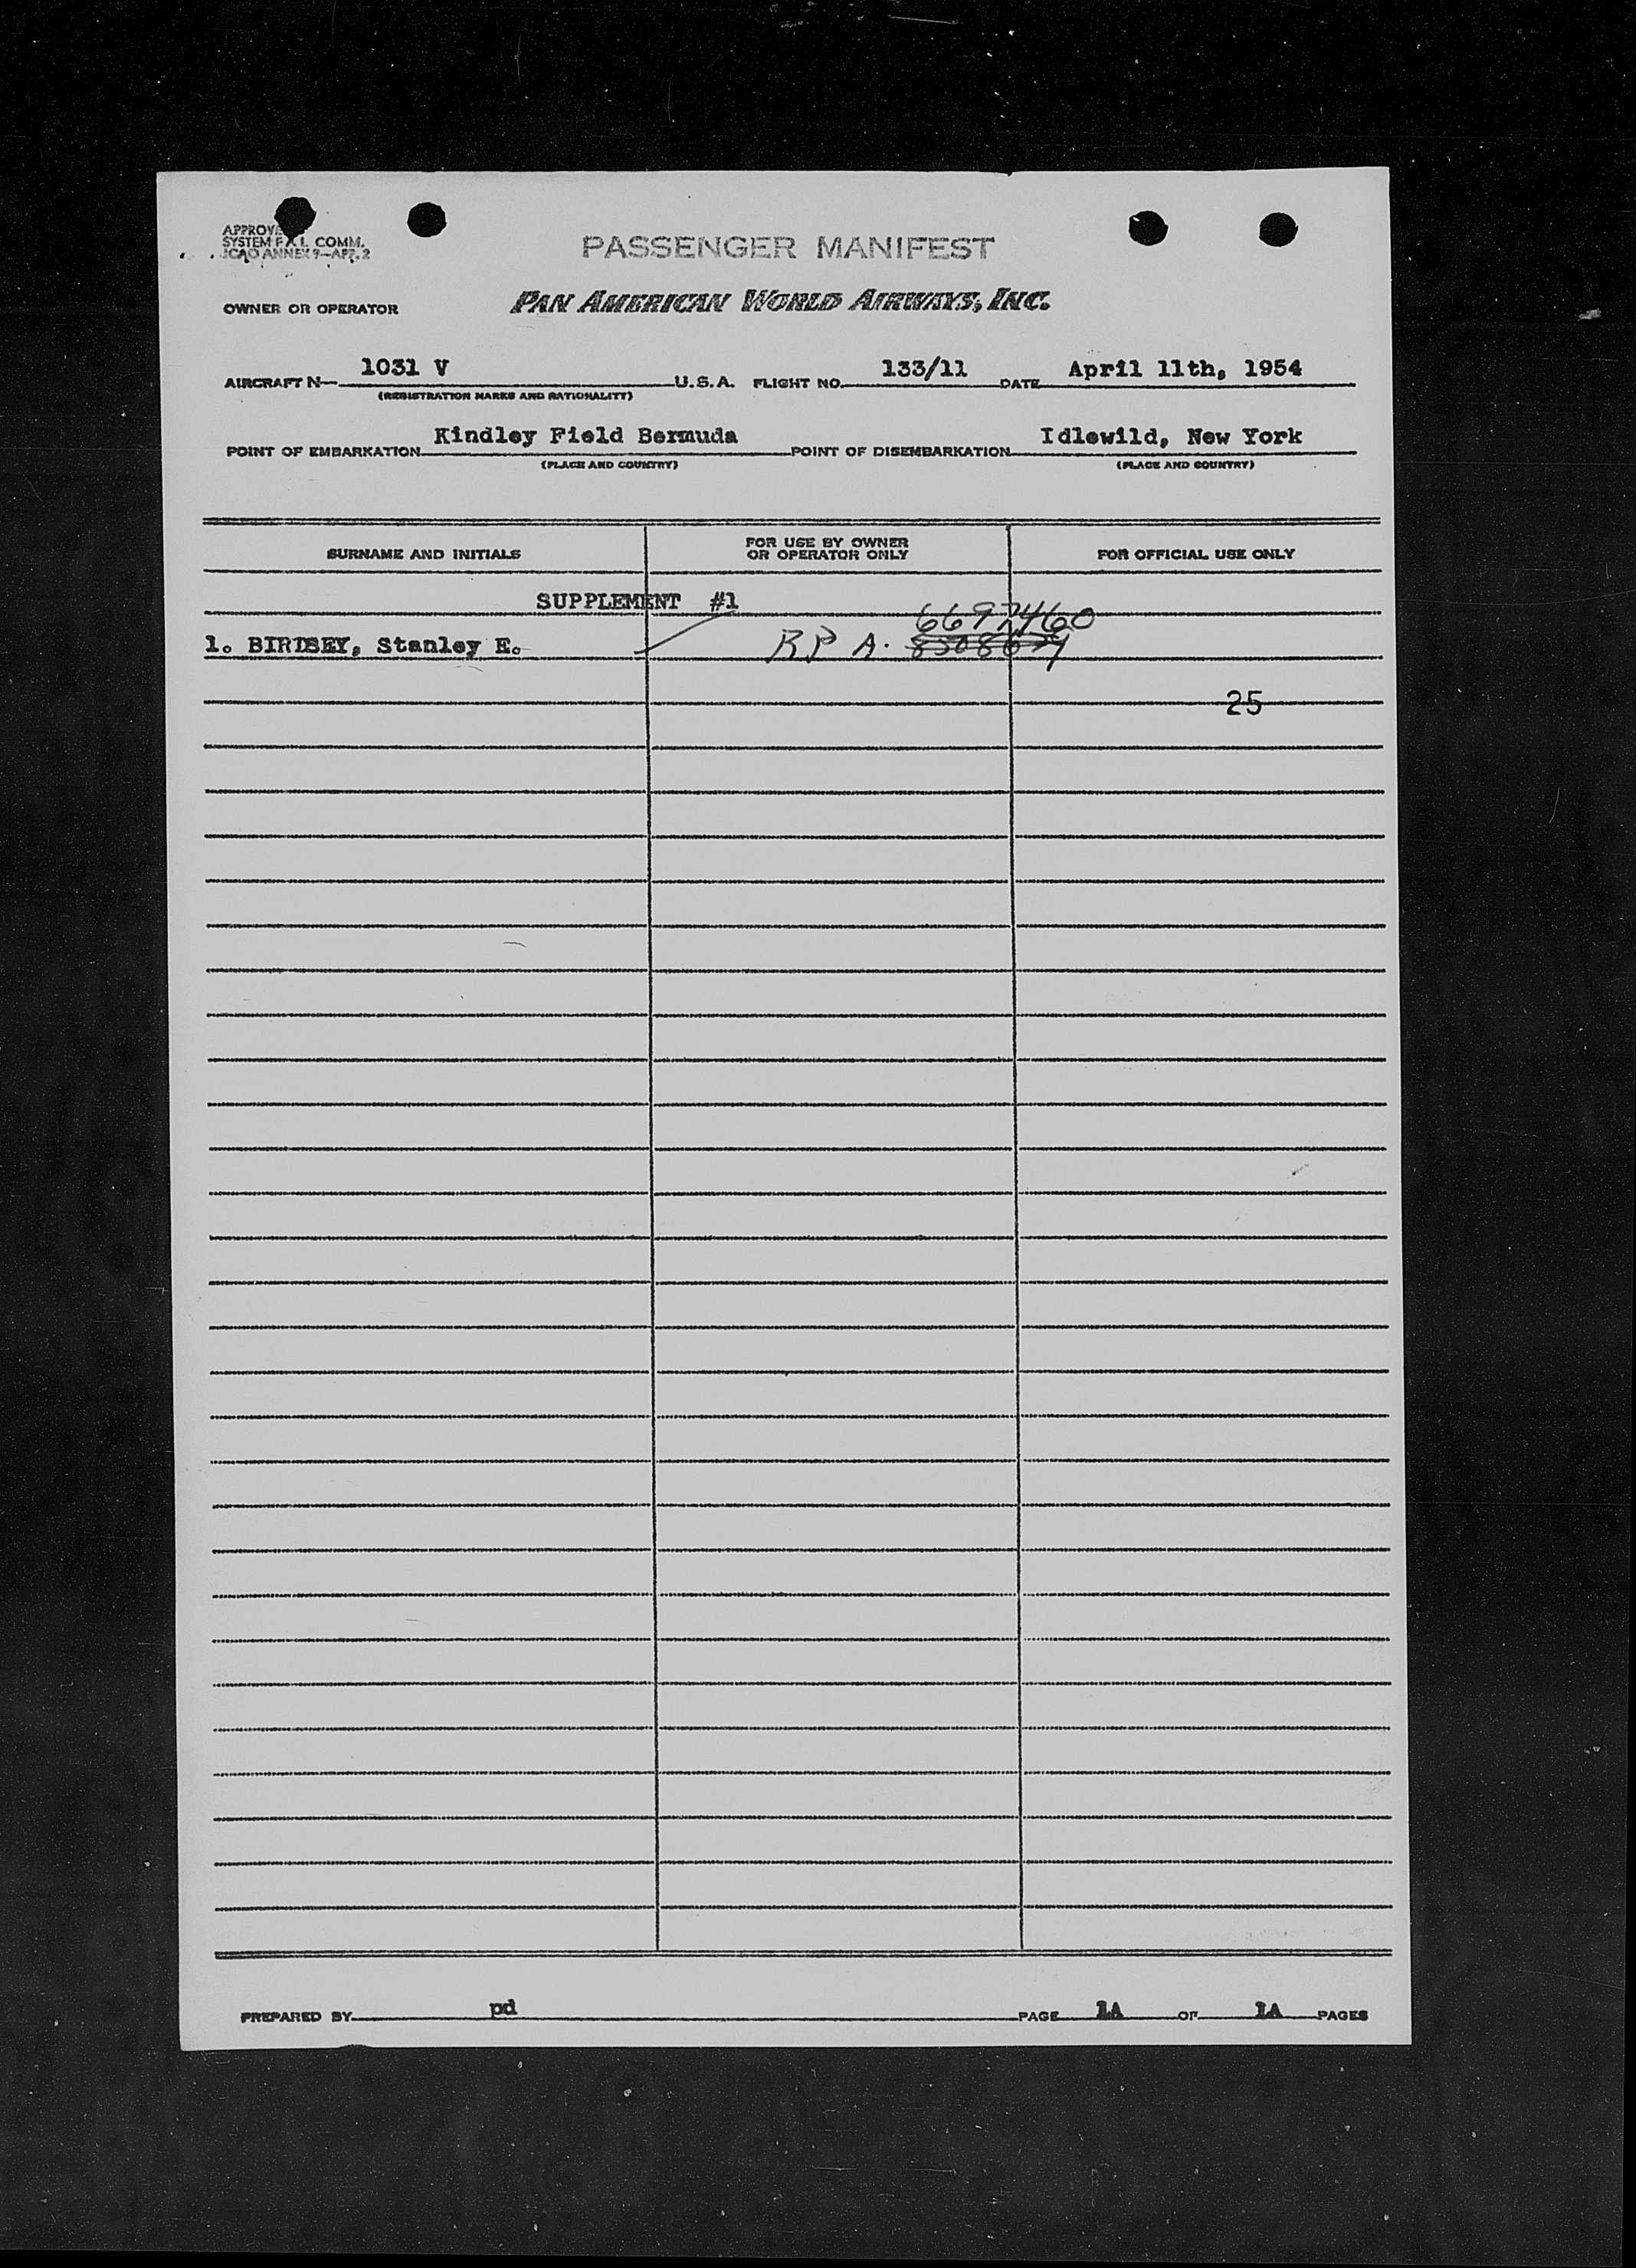 APPROVE
SYSTEM F.A.L. COMM.
ICAO ANNEX 9—APP. 2
PASSENGER MANIFEST
OWNER OR OPERATOR PAN AMERICAN WORLD AIRWAYS, INC.
AIRCRAFT N— 1031 V U.S.A. FLIGHT NO. 133/11 DATE April 11th, 1954
(REGISTRATION MARKS AND NATIONALITY)
POINT OF EMBARKATION Kindley Field Bermuda POINT OF DISEMBARKATION Idlewild, New York
(PLACE AND COUNTRY) (PLACE AND COUNTRY)
SURNAME AND INITIALS FOR USE BY OWNER OR OPERATOR ONLY FOR OFFICIAL USE ONLY
SUPPLEMENT #1
6697460
1. BIRDSEY, Stanley E. RP A.
25
PREPARED BY pd PAGE 1A OF 1A PAGES